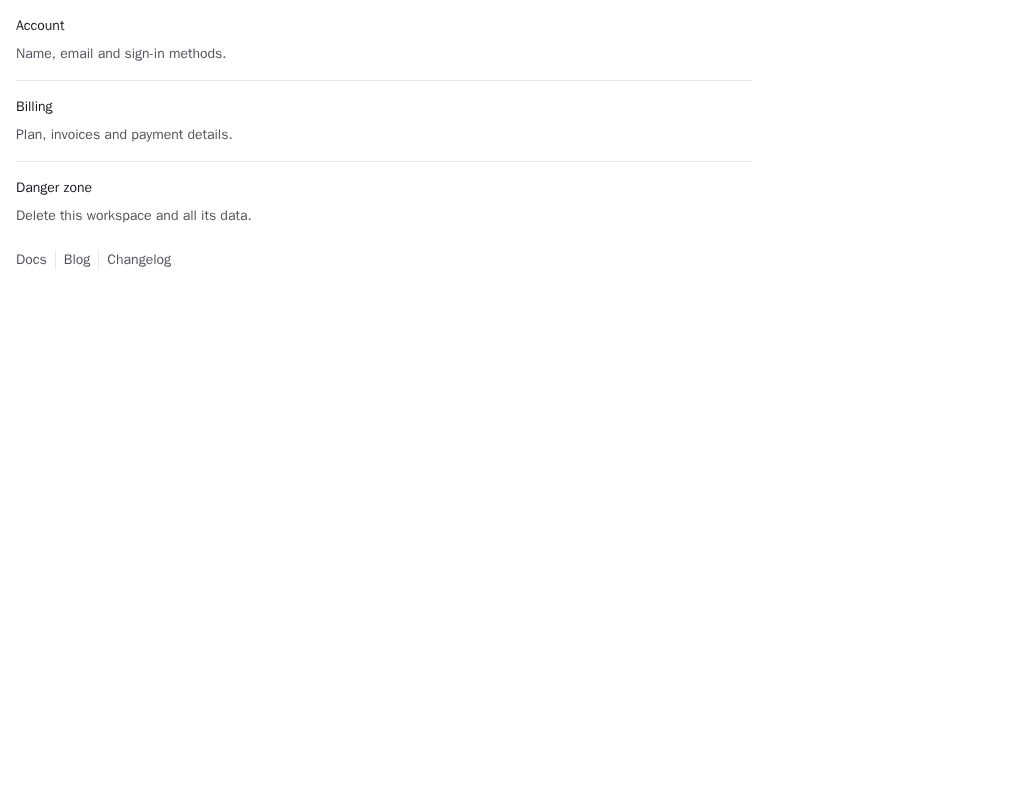 Account
Name, email and sign-in methods.
Billing
Plan, invoices and payment details.
Danger zone
Delete this workspace and all its data.
Docs Blog Changelog